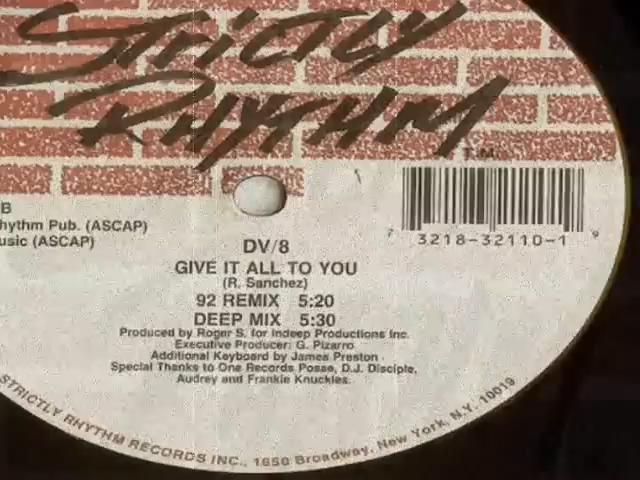 STRICTLY
RHYTHM
T.M.
B
hythm Pub. (ASCAP)
usic (ASCAP)
7 3218-32110-1 9
DV/8
GIVE IT ALL TO YOU
(R. Sanchez)
92 REMIX 5:20
DEEP MIX 5:30
Produced by Roger S. for Indeep Productions Inc.
Executive Producer: G. Pizarro
Additional Keyboard by James Preston
Special Thanks to One Records Posse, D.J. Disciple,
Audrey and Frankie Knuckles.
STRICTLY RHYTHM RECORDS INC., 1650 Broadway, New York, N.Y. 10019